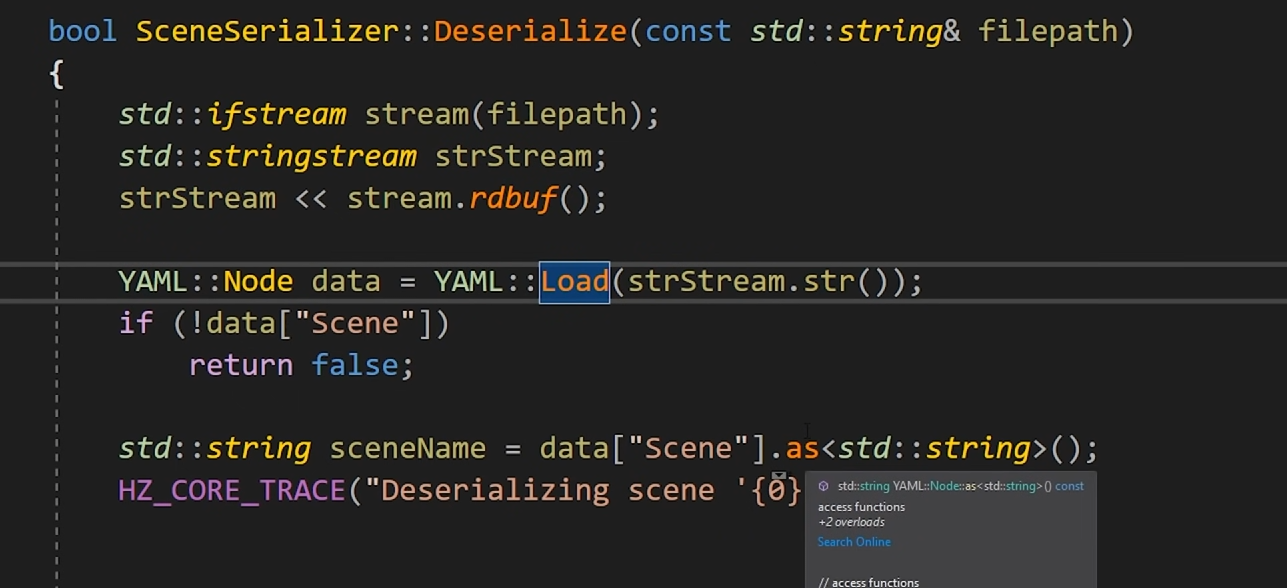 bool SceneSerializer::Deserialize(const std::string& filepath)
{
std::ifstream stream(filepath);
std::stringstream strStream;
strStream << stream.rdbuf();
YAML::Node data = YAML::Load(strStream.str());
if (!data["Scene"])
return false;
std::string sceneName = data["Scene"].as<std::string>();
HZ_CORE_TRACE("Deserializing scene '{0}
std::string YAML::Node::as<std::string>() const
access functions
+2 overloads
Search Online
// access functions